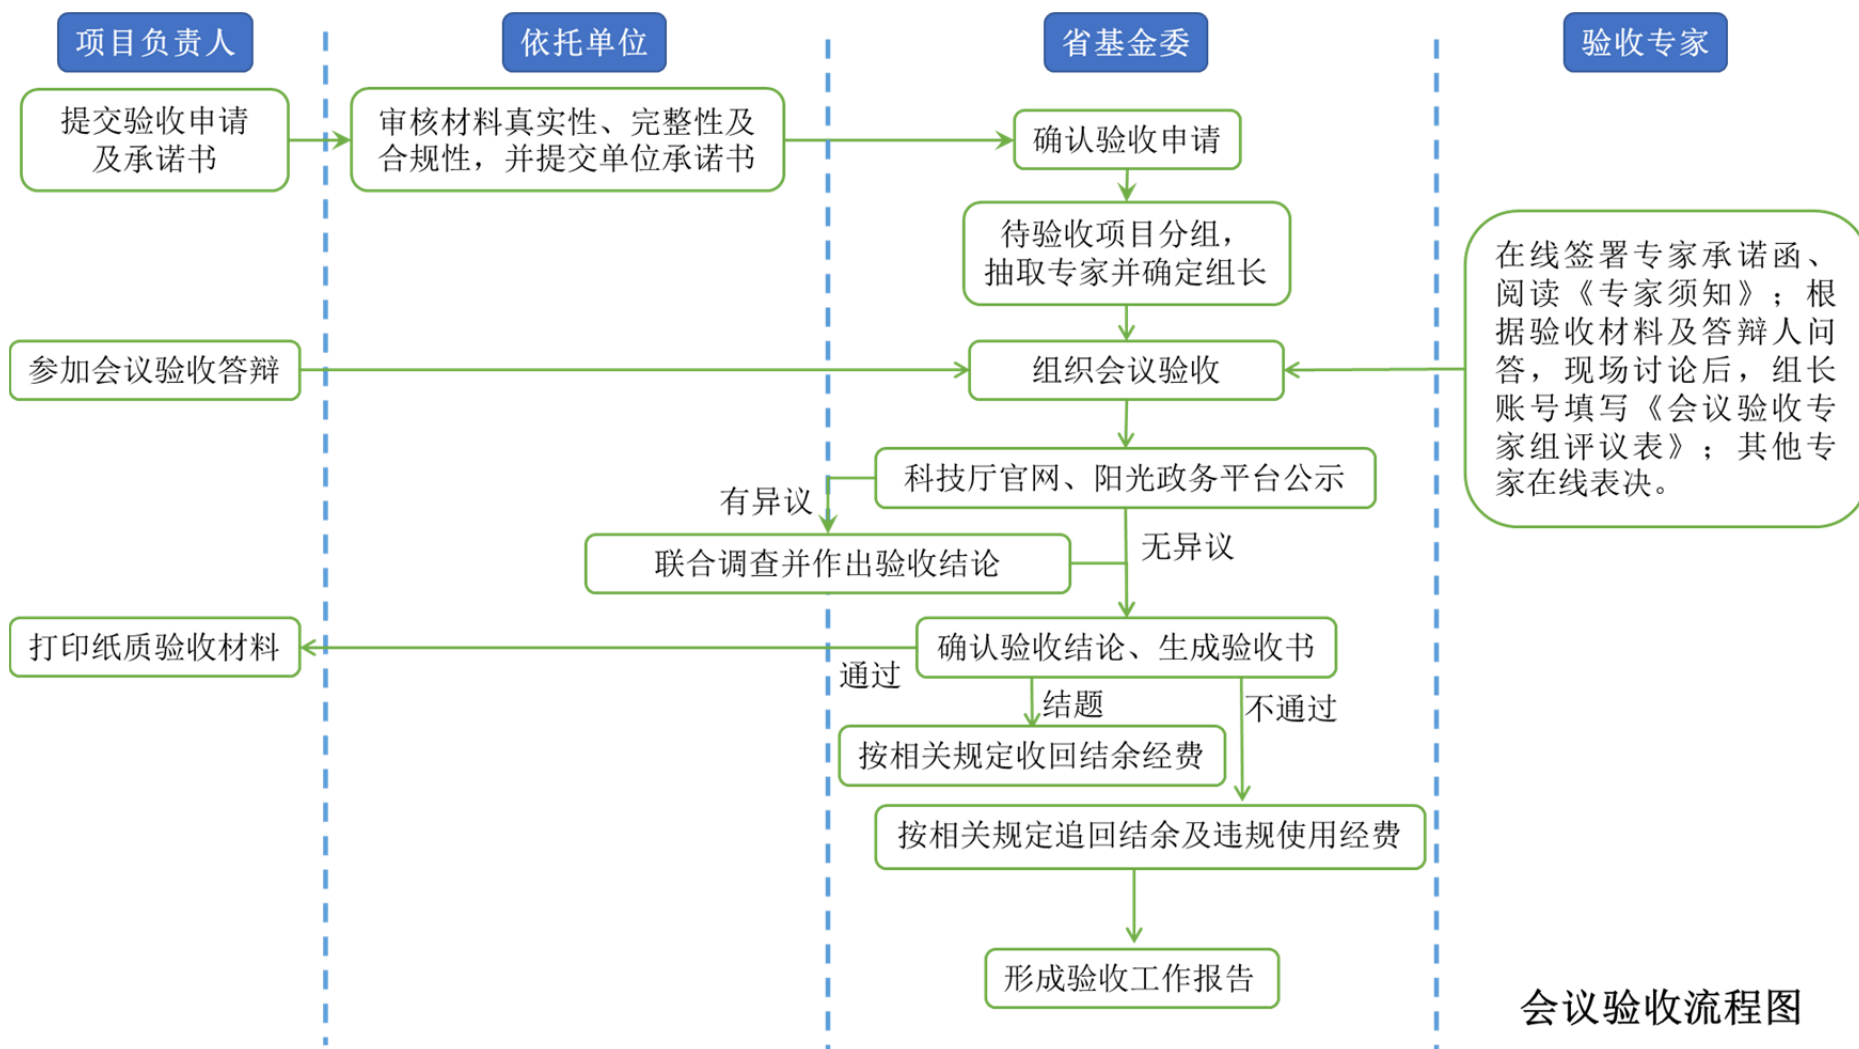 项目负责人
依托单位
省基金委
验收专家
提交验收申请
及承诺书
审核材料真实性、完整性及
合规性，并提交单位承诺书
确认验收申请
待验收项目分组，
抽取专家并确定组长
在线签署专家承诺函、
阅读《专家须知》；根
据验收材料及答辩人问
答，现场讨论后，组长
账号填写《会议验收专
家组评议表》；其他专
家在线表决。
参加会议验收答辩
组织会议验收
科技厅官网、阳光政务平台公示
有异议
无异议
联合调查并作出验收结论
打印纸质验收材料
确认验收结论、生成验收书
通过
结题
不通过
按相关规定收回结余经费
按相关规定追回结余及违规使用经费
形成验收工作报告
会议验收流程图